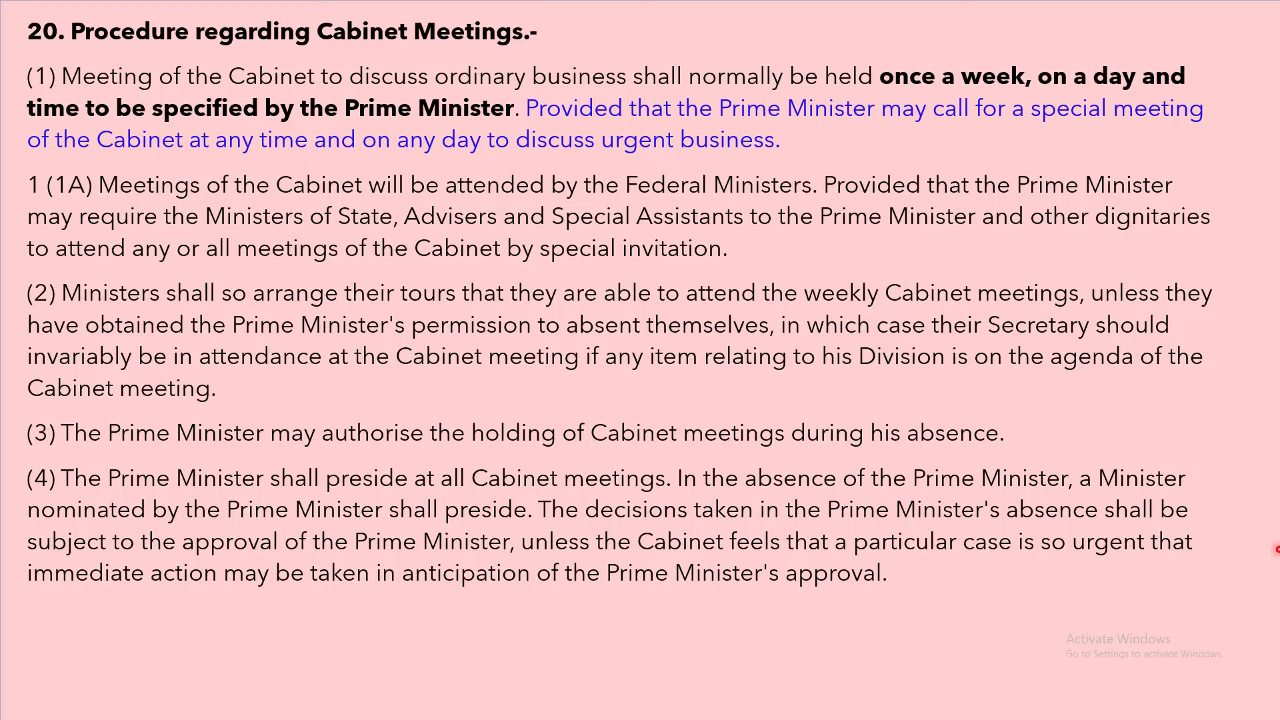 20. Procedure regarding Cabinet Meetings.-
(1) Meeting of the Cabinet to discuss ordinary business shall normally be held once a week, on a day and
time to be specified by the Prime Minister. Provided that the Prime Minister may call for a special meeting
of the Cabinet at any time and on any day to discuss urgent business.
1 (1A) Meetings of the Cabinet will be attended by the Federal Ministers. Provided that the Prime Minister
may require the Ministers of State, Advisers and Special Assistants to the Prime Minister and other dignitaries
to attend any or all meetings of the Cabinet by special invitation.
(2) Ministers shall so arrange their tours that they are able to attend the weekly Cabinet meetings, unless they
have obtained the Prime Minister's permission to absent themselves, in which case their Secretary should
invariably be in attendance at the Cabinet meeting if any item relating to his Division is on the agenda of the
Cabinet meeting.
(3) The Prime Minister may authorise the holding of Cabinet meetings during his absence.
(4) The Prime Minister shall preside at all Cabinet meetings. In the absence of the Prime Minister, a Minister
nominated by the Prime Minister shall preside. The decisions taken in the Prime Minister's absence shall be
subject to the approval of the Prime Minister, unless the Cabinet feels that a particular case is so urgent that
immediate action may be taken in anticipation of the Prime Minister's approval.
Activate Windows
Go to Settings to activate Windows.